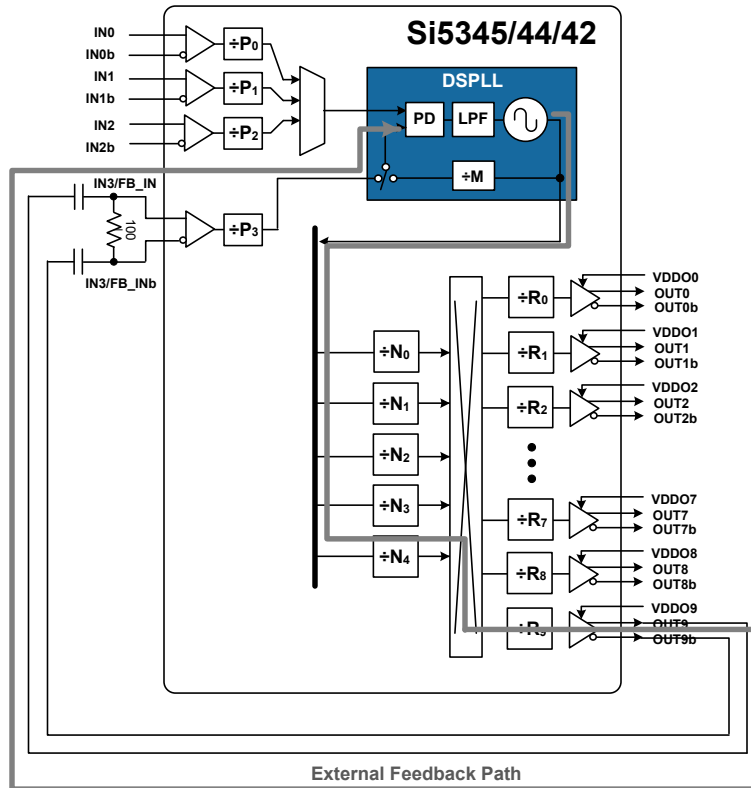 Si5345/44/42
IN0
IN0b
÷P0
IN1
IN1b
÷P1
IN2
IN2b
÷P2
DSPLL
PD
LPF
÷M
IN3/FB_IN
100
÷P3
IN3/FB_INb
÷N0
÷N1
÷N2
÷N3
÷N4
÷R0
VDDO0
OUT0
OUT0b
÷R1
VDDO1
OUT1
OUT1b
÷R2
VDDO2
OUT2
OUT2b
÷R7
VDDO7
OUT7
OUT7b
÷R8
VDDO8
OUT8
OUT8b
÷R9
VDDO9
OUT9
OUT9b
External Feedback Path